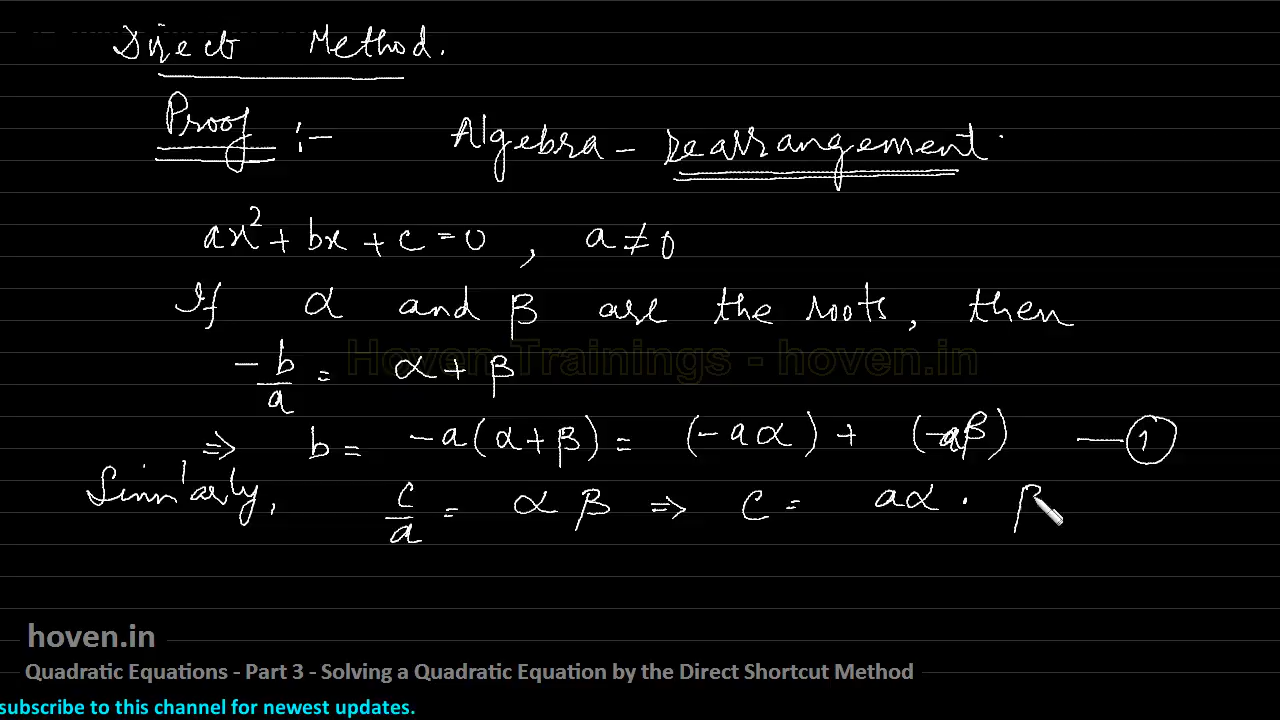 Direct Method.
Proof :- Algebra - rearrangement.
ax² + bx + c = 0 , a ≠ 0
If α and β are the roots, then
Hoven Trainings - hoven.in
-b/a = α + β
⇒ b = -a(α + β) = (-aα) + (-aβ) — ①
Similarly, c/a = α β ⇒ c = aα · β
hoven.in
Quadratic Equations - Part 3 - Solving a Quadratic Equation by the Direct Shortcut Method
subscribe to this channel for newest updates.